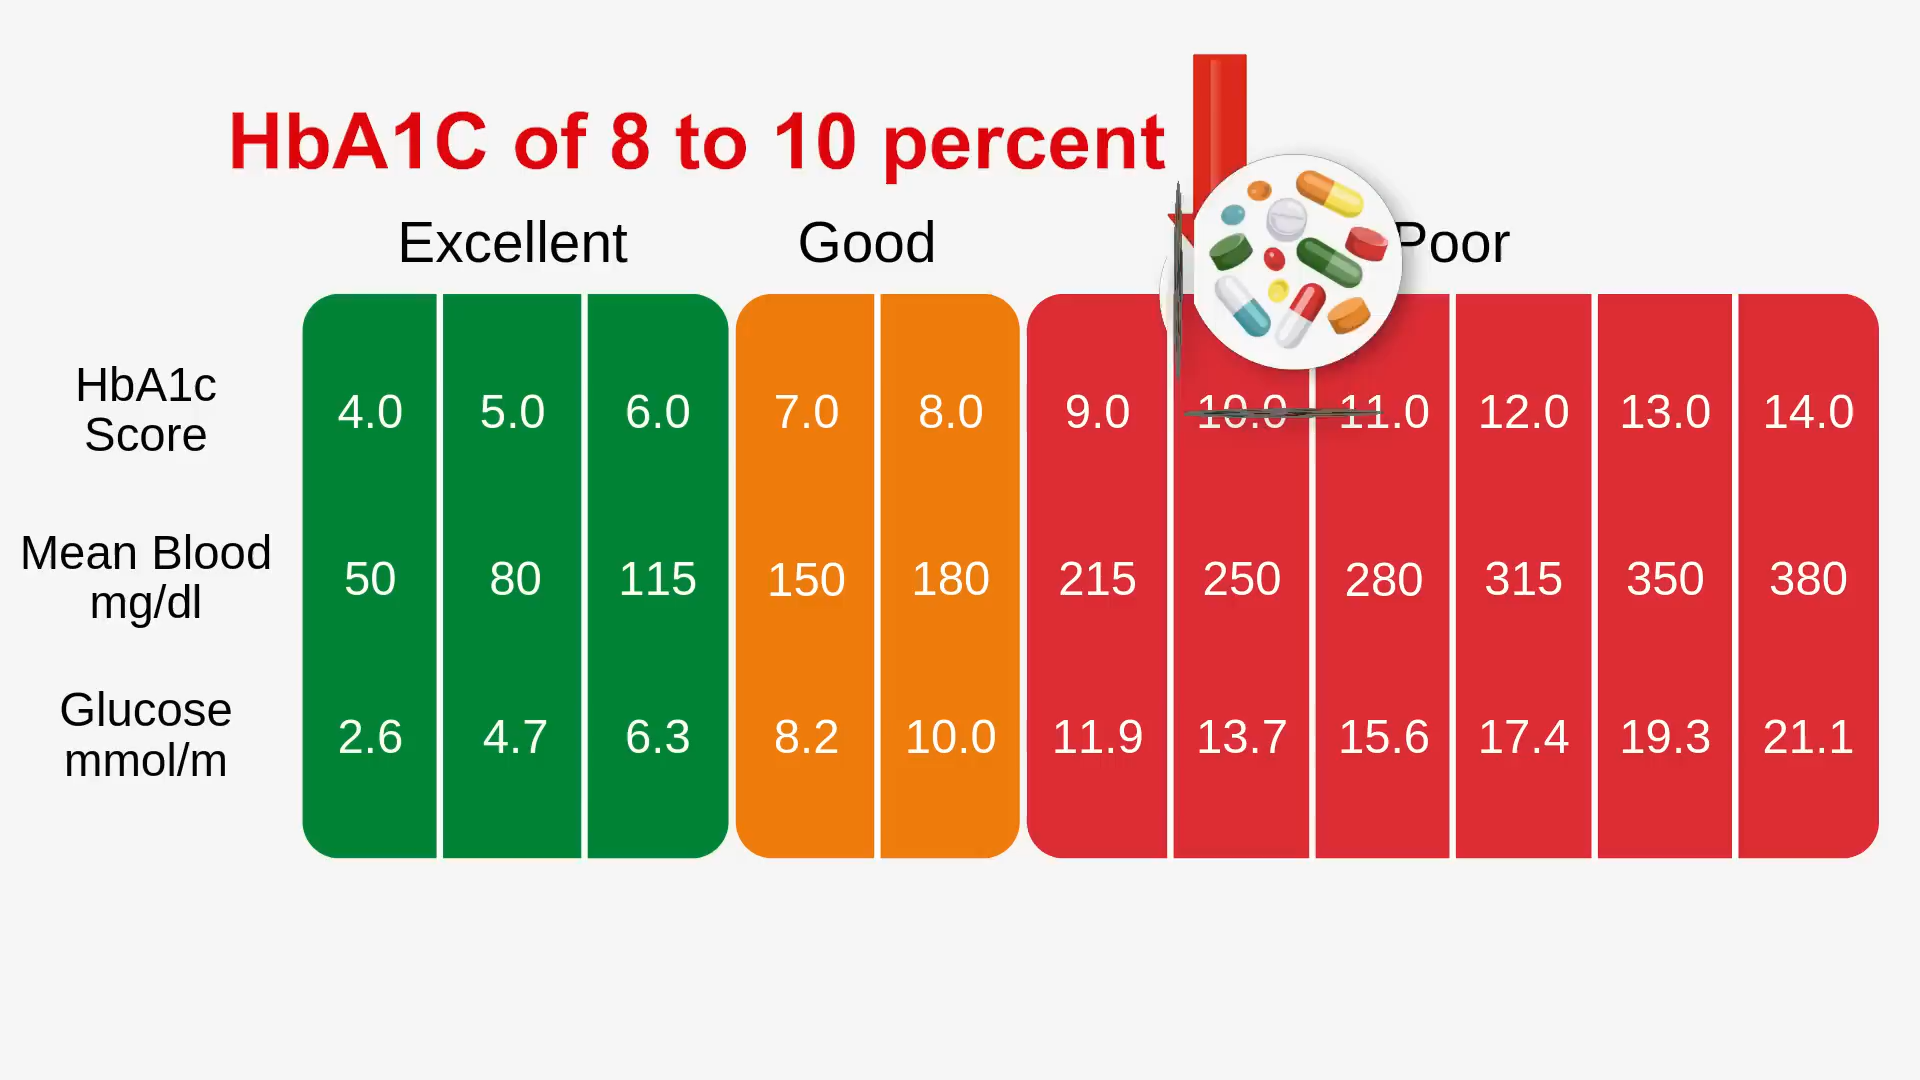 HbA1C of 8 to 10 percent
Excellent Good Poor
HbA1c
Score
4.0 5.0 6.0 7.0 8.0 9.0 10.0 11.0 12.0 13.0 14.0
Mean Blood
mg/dl
50 80 115 150 180 215 250 280 315 350 380
Glucose
mmol/m
2.6 4.7 6.3 8.2 10.0 11.9 13.7 15.6 17.4 19.3 21.1